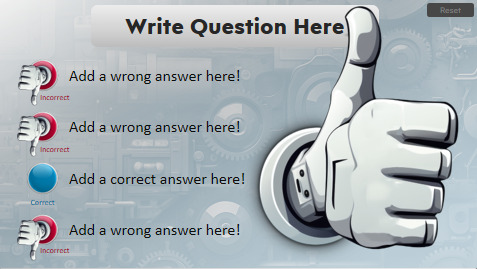 Reset
Write Question Here
Add a wrong answer here!
Incorrect
Add a wrong answer here!
Incorrect
Add a correct answer here!
Correct
Add a wrong answer here!
Incorrect